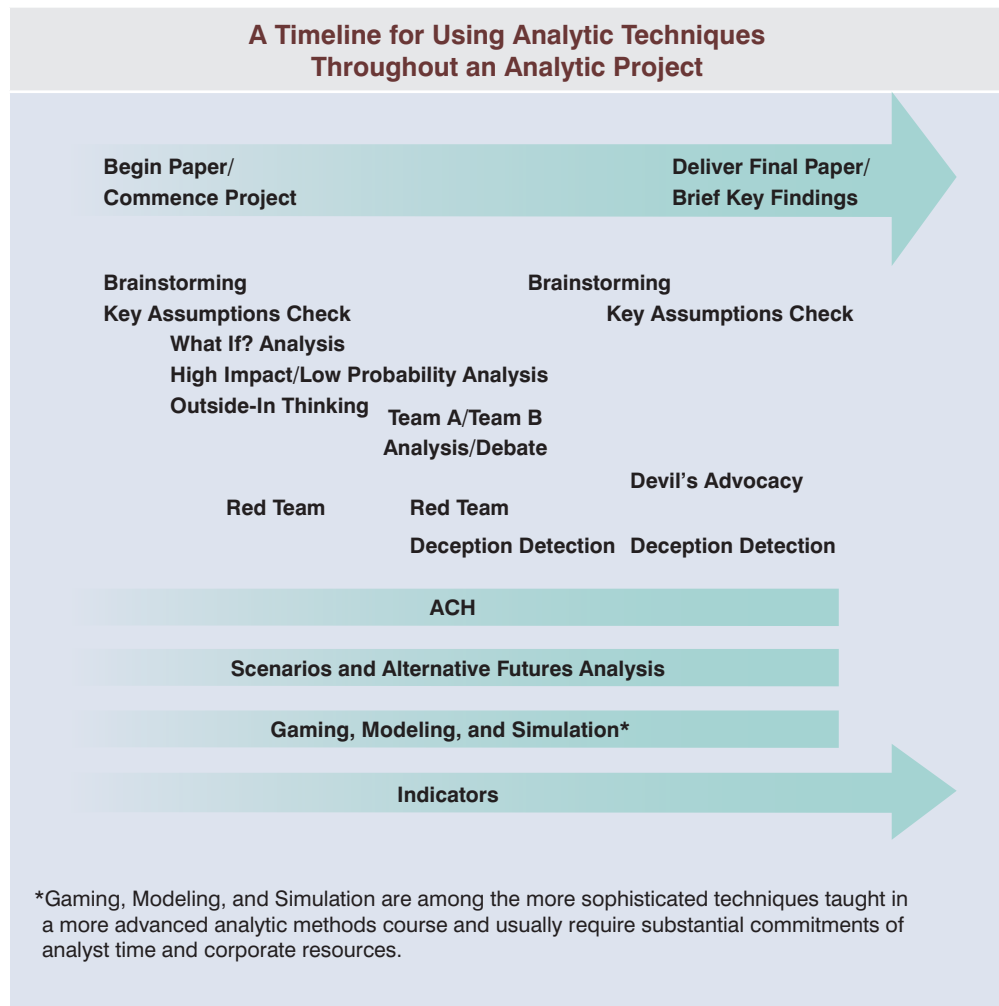 A Timeline for Using Analytic Techniques
Throughout an Analytic Project
Begin Paper/
Commence Project
Deliver Final Paper/
Brief Key Findings
Brainstorming
Key Assumptions Check
Brainstorming
Key Assumptions Check
What If? Analysis
High Impact/Low Probability Analysis
Outside-In Thinking
Team A/Team B
Analysis/Debate
Devil's Advocacy
Red Team
Red Team
Deception Detection
Deception Detection
ACH
Scenarios and Alternative Futures Analysis
Gaming, Modeling, and Simulation*
Indicators
*Gaming, Modeling, and Simulation are among the more sophisticated techniques taught in
a more advanced analytic methods course and usually require substantial commitments of
analyst time and corporate resources.